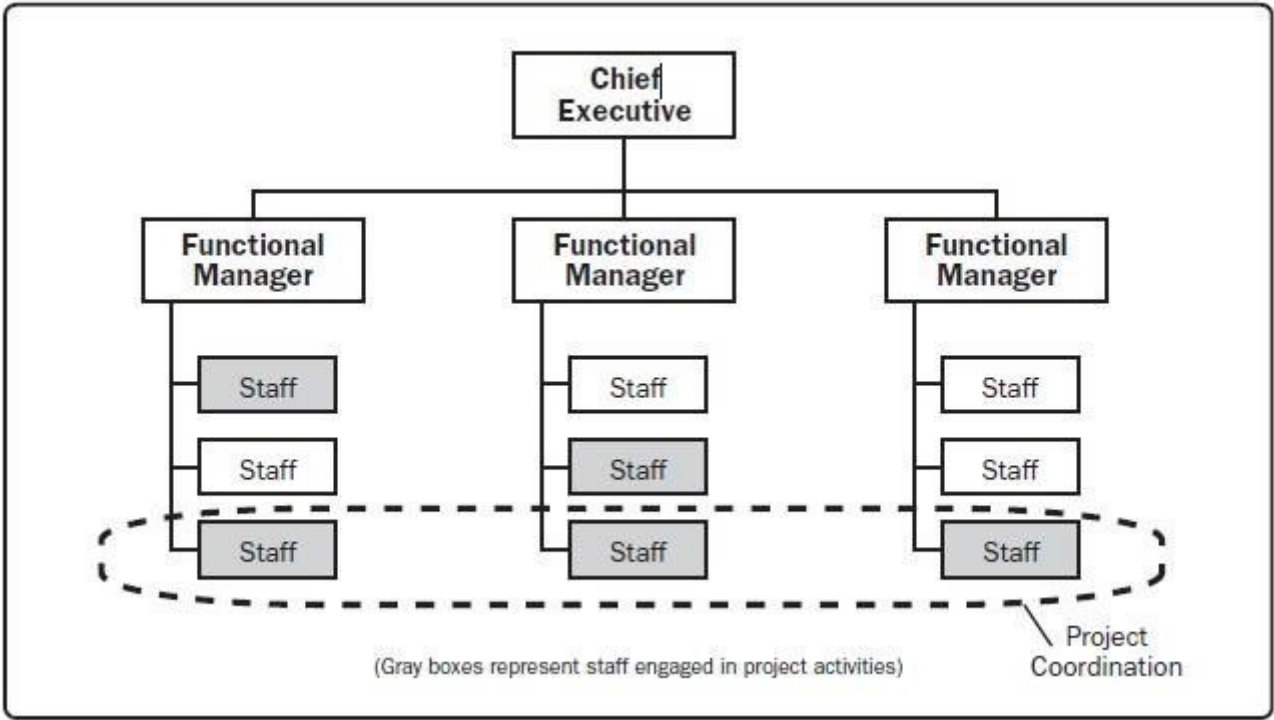 Chief
Executive
Functional
Manager
Functional
Manager
Functional
Manager
Staff
Staff
Staff
Staff
Staff
Staff
Staff
Staff
Staff
Project
Coordination
(Gray boxes represent staff engaged in project activities)